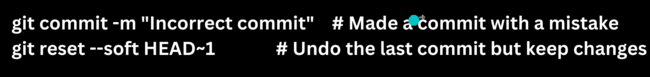 git commit -m "Incorrect commit" # Made a commit with a mistake
git reset --soft HEAD~1 # Undo the last commit but keep changes